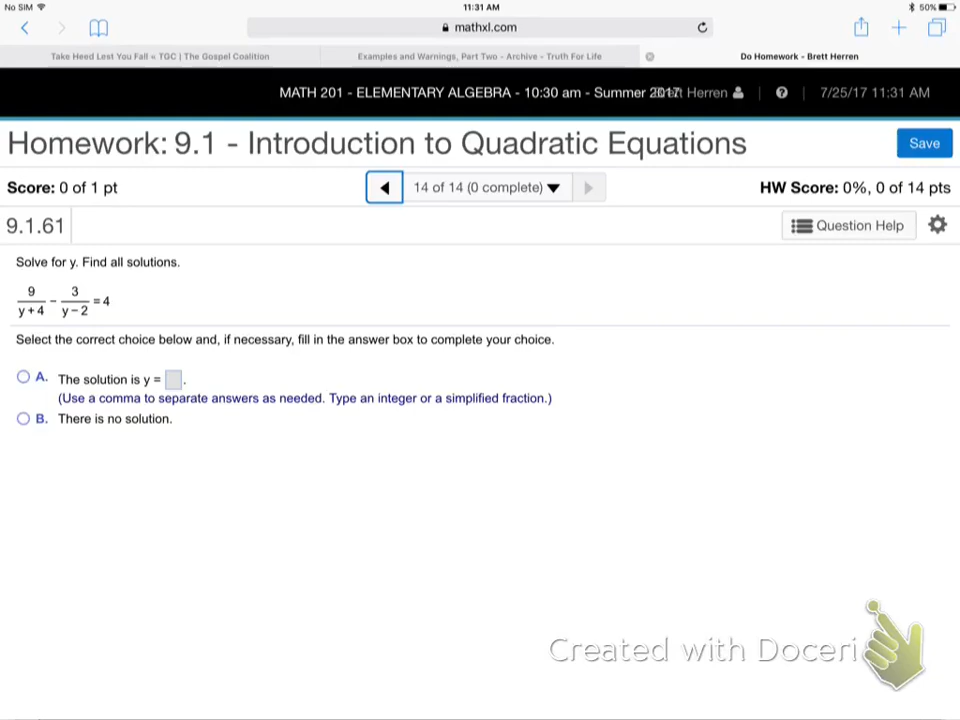 No SIM
11:31 AM
50%
mathxl.com
Take Heed Lest You Fall « TGC | The Gospel Coalition
Examples and Warnings, Part Two - Archive - Truth For Life
Do Homework - Brett Herren
MATH 201 - ELEMENTARY ALGEBRA - 10:30 am - Summer 2017
Herren
7/25/17 11:31 AM
Homework: 9.1 - Introduction to Quadratic Equations
Save
Score: 0 of 1 pt
14 of 14 (0 complete)
HW Score: 0%, 0 of 14 pts
9.1.61
Question Help
Solve for y. Find all solutions.
9/(y+4) - 3/(y-2) = 4
Select the correct choice below and, if necessary, fill in the answer box to complete your choice.
A. The solution is y = .
(Use a comma to separate answers as needed. Type an integer or a simplified fraction.)
B. There is no solution.
Created with Doceri